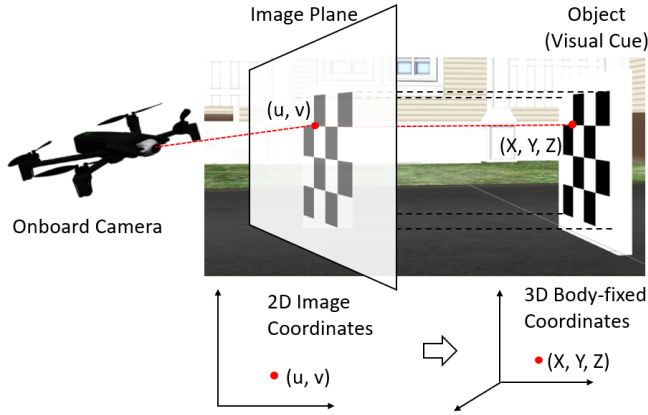 Image Plane
Object
(Visual Cue)
(u, v)
(X, Y, Z)
Onboard Camera
2D Image
Coordinates
3D Body-fixed
Coordinates
(u, v)
(X, Y, Z)